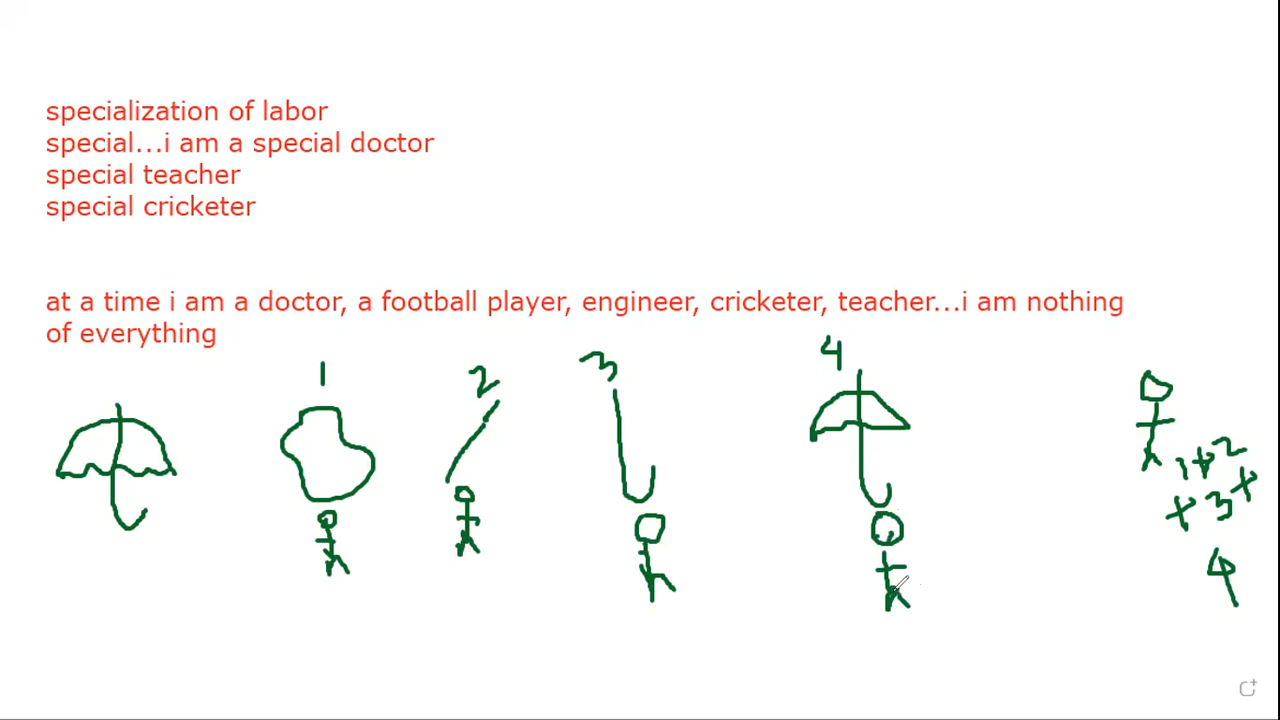 specialization of labor
special...i am a special doctor
special teacher
special cricketer
at a time i am a doctor, a football player, engineer, cricketer, teacher...i am nothing
of everything
1 2 3 4
1+2
+3+
4